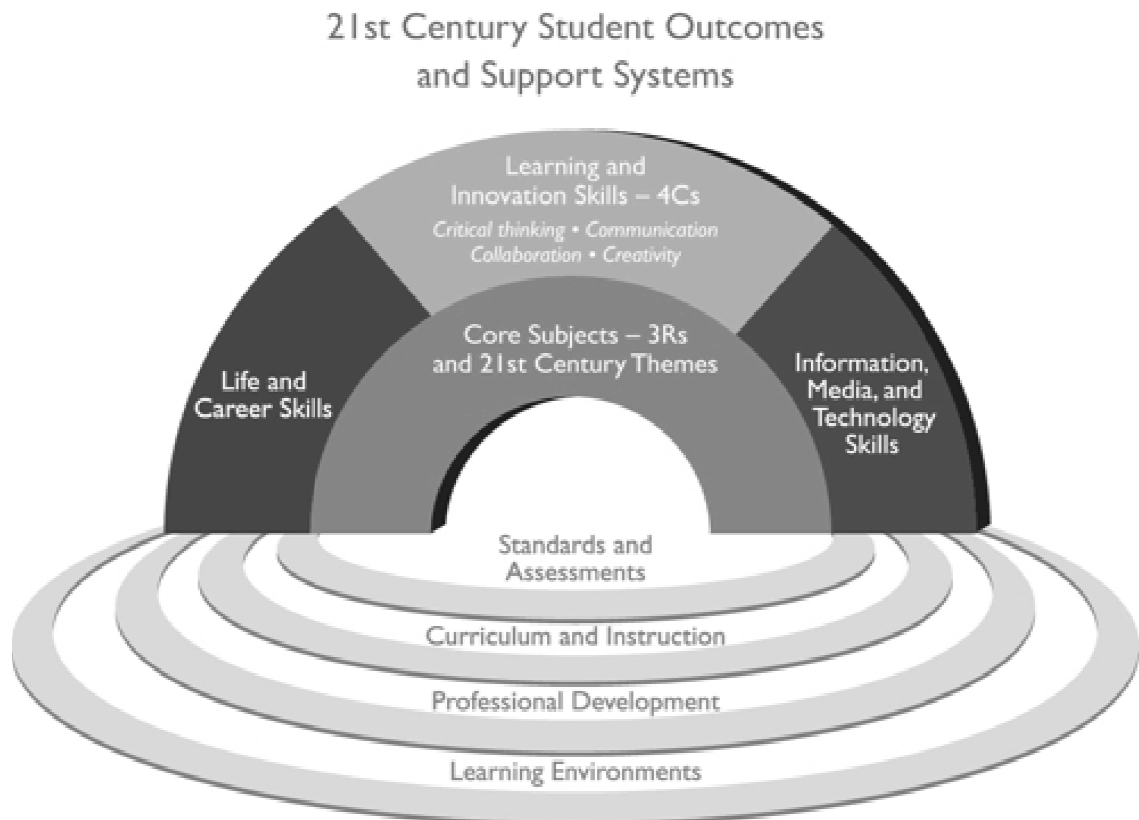 21st Century Student Outcomes
and Support Systems
Learning and
Innovation Skills – 4Cs
Critical thinking • Communication
Collaboration • Creativity
Core Subjects – 3Rs
and 21st Century Themes
Life and
Career Skills
Information,
Media, and
Technology
Skills
Standards and
Assessments
Curriculum and Instruction
Professional Development
Learning Environments